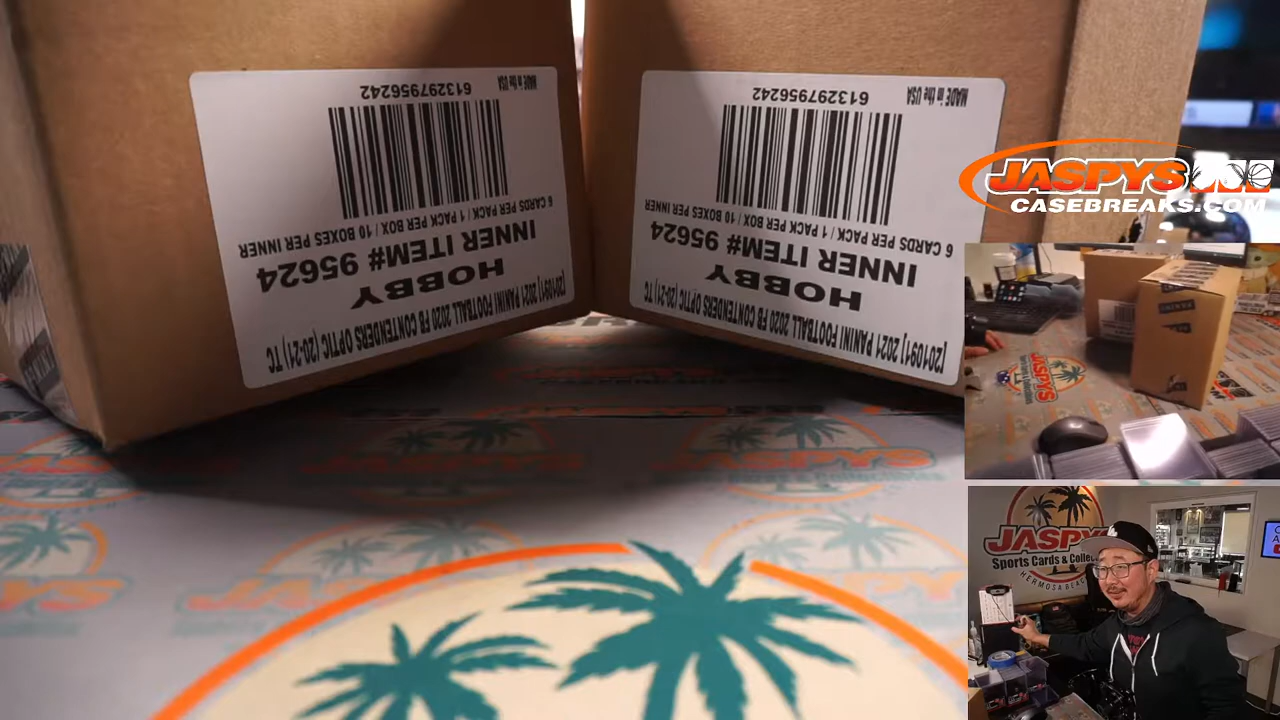 613297956242
MADE in the USA
6 CARDS PER PACK / 1 PACK PER BOX / 10 BOXES PER INNER
INNER ITEM# 95624
HOBBY
[201091] 2021 PANINI FOOTBALL 2020 FB CONTENDERS OPTIC (20-21) TC
613297956242
MADE in the USA
6 CARDS PER PACK / 1 PACK PER BOX / 10 BOXES PER INNER
INNER ITEM# 95624
HOBBY
[201091] 2021 PANINI FOOTBALL 2020 FB CONTENDERS OPTIC (20-21) TC
JASPYS
CASEBREAKS.COM
JASPYS
JASPYS
Sports Cards & Collec
HERMOSA BEACH